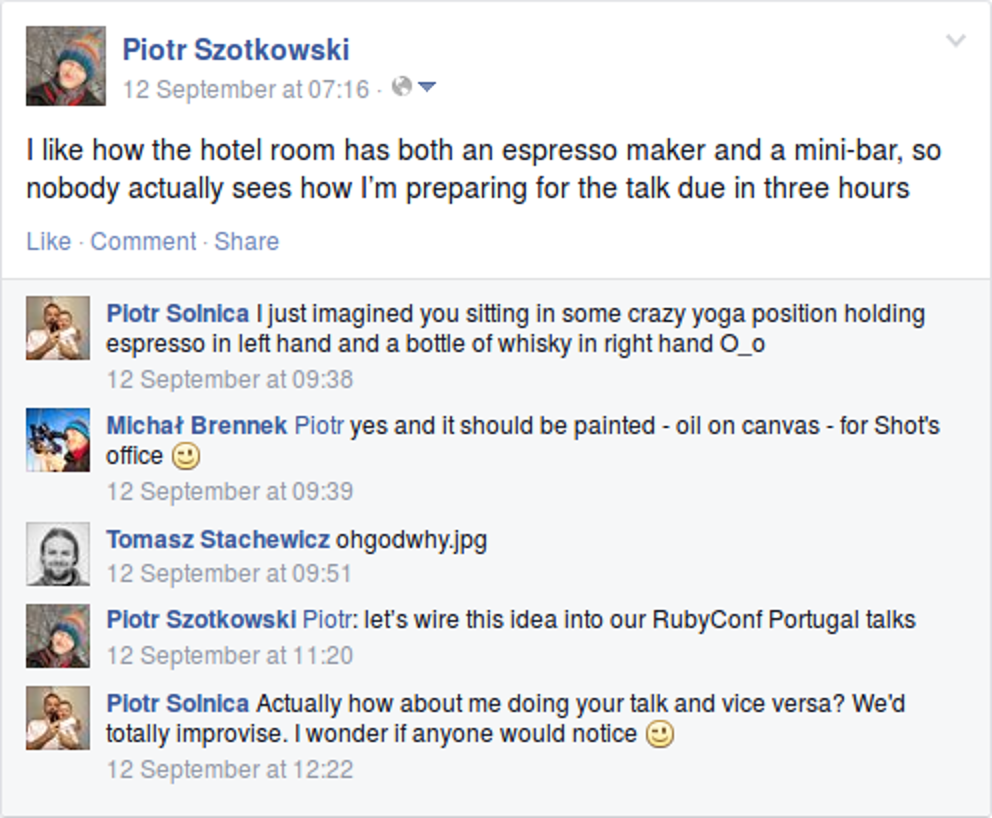 Piotr Szotkowski
12 September at 07:16 ·
I like how the hotel room has both an espresso maker and a mini-bar, so
nobody actually sees how I’m preparing for the talk due in three hours
Like · Comment · Share
Piotr Solnica I just imagined you sitting in some crazy yoga position holding
espresso in left hand and a bottle of whisky in right hand O_o
12 September at 09:38
Michał Brennek Piotr yes and it should be painted - oil on canvas - for Shot's
office
12 September at 09:39
Tomasz Stachewicz ohgodwhy.jpg
12 September at 09:51
Piotr Szotkowski Piotr: let’s wire this idea into our RubyConf Portugal talks
12 September at 11:20
Piotr Solnica Actually how about me doing your talk and vice versa? We'd
totally improvise. I wonder if anyone would notice
12 September at 12:22